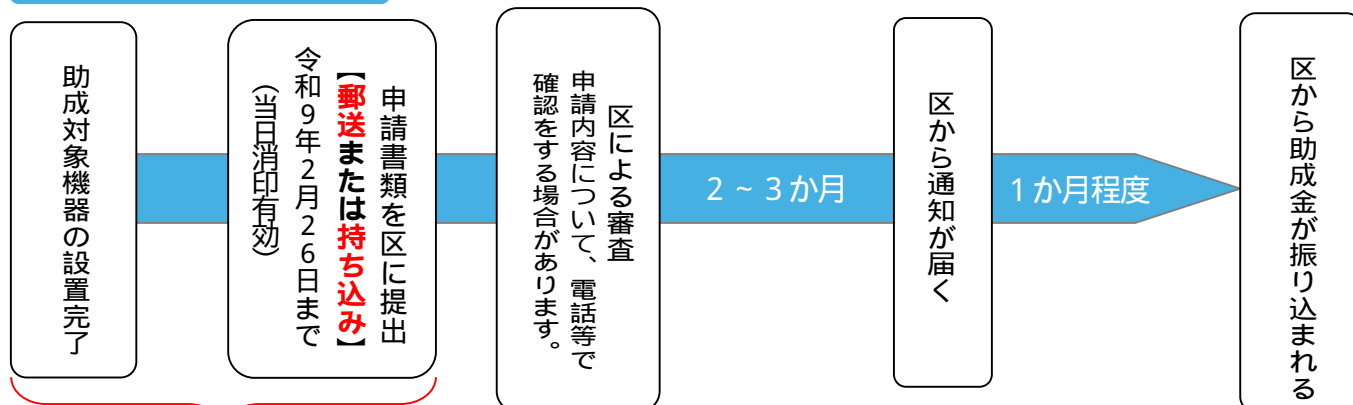 助成対象機器の設置完了
申請書類を区に提出
【郵送または持ち込み】
令和9年2月26日まで
（当日消印有効）
区による審査
申請内容について、電話等で
確認をする場合があります。
2 ~ 3か月
区から通知が届く
1か月程度
区から助成金が振り込まれる